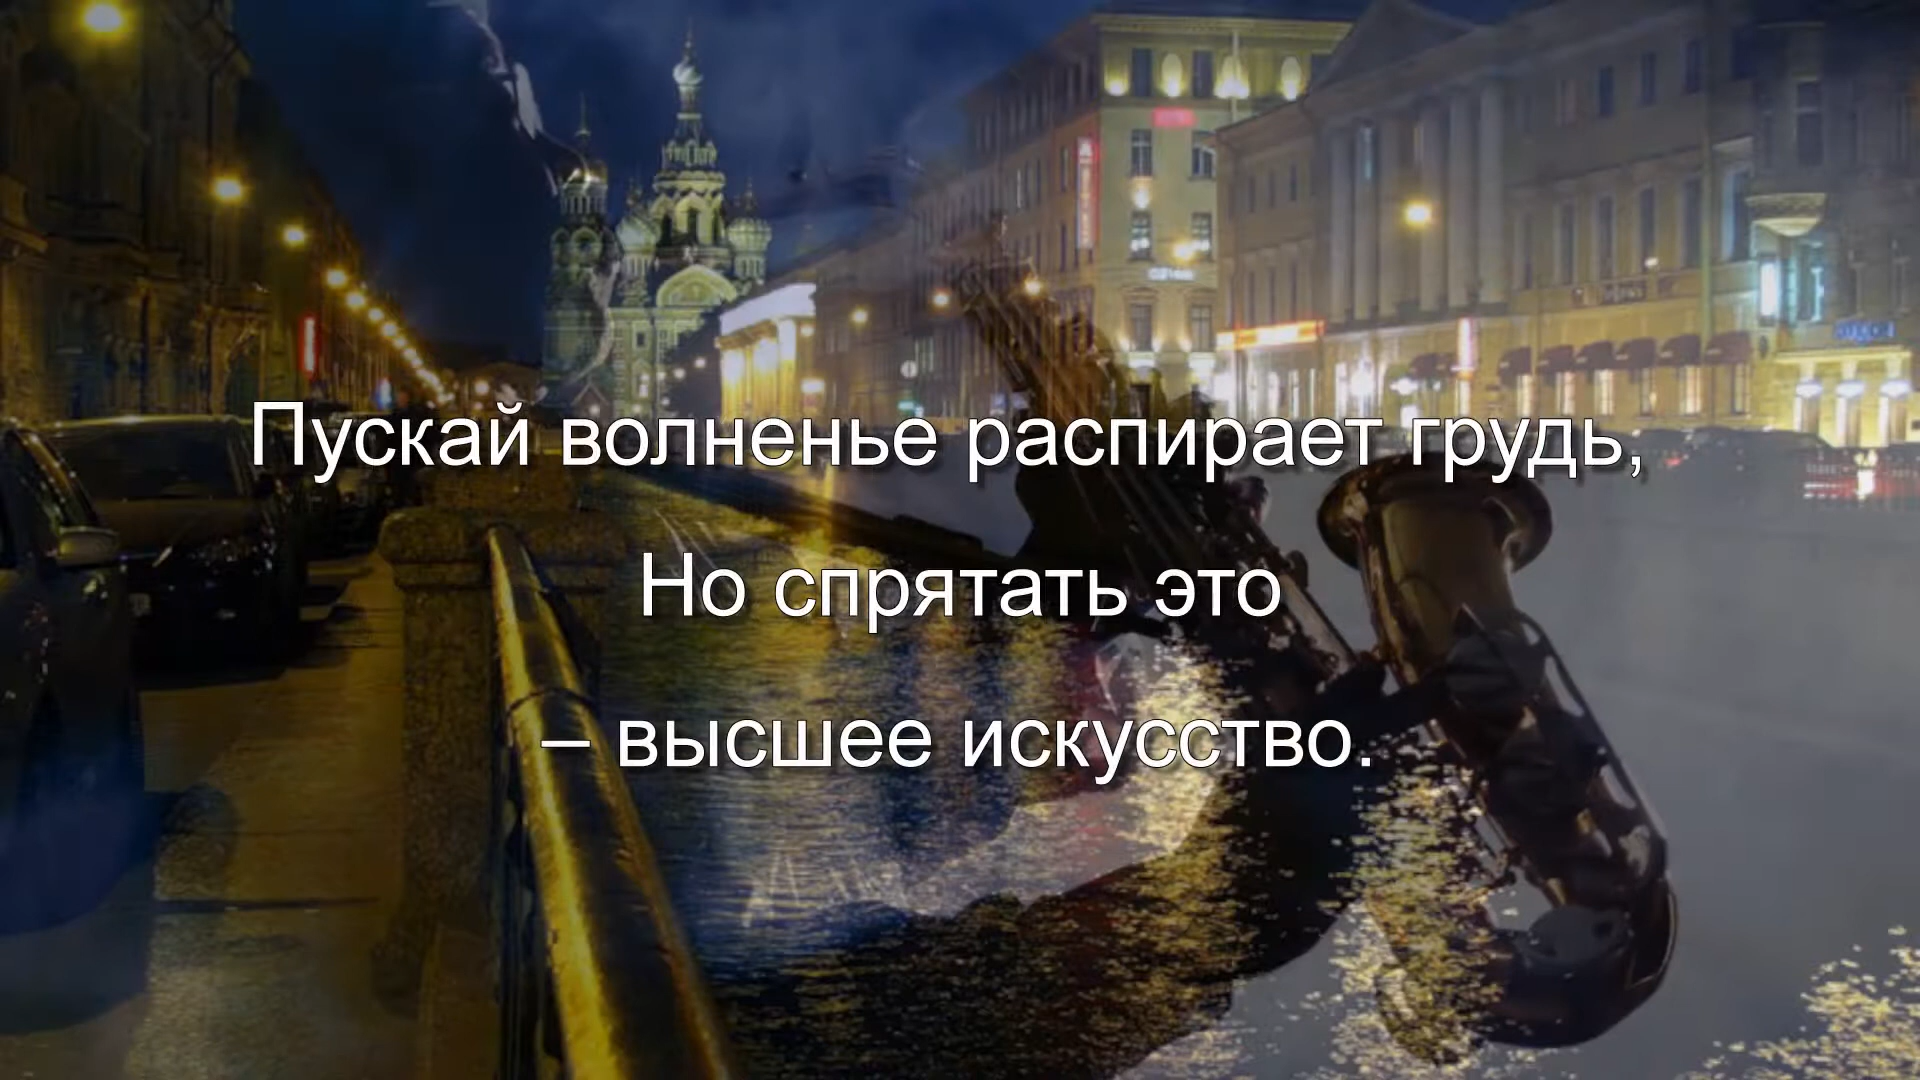 Пускай волненье распирает грудь,
Но спрятать это
– высшее искусство.